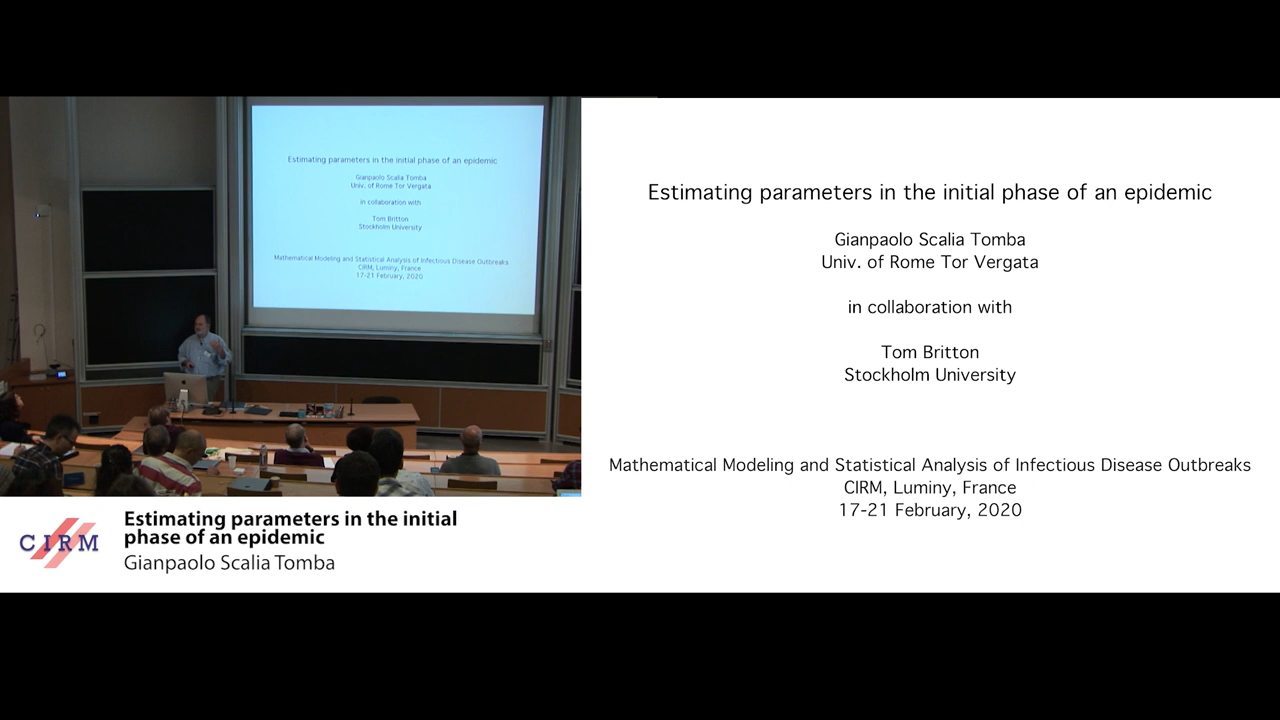 Estimating parameters in the initial phase of an epidemic
Gianpaolo Scalia Tomba
Univ. of Rome Tor Vergata
in collaboration with
Tom Britton
Stockholm University
Mathematical Modeling and Statistical Analysis of Infectious Disease Outbreaks
CIRM, Luminy, France
17-21 February, 2020
Estimating parameters in the initial phase of an epidemic
Gianpaolo Scalia Tomba
Univ. of Rome Tor Vergata
in collaboration with
Tom Britton
Stockholm University
Mathematical Modeling and Statistical Analysis of Infectious Disease Outbreaks
CIRM, Luminy, France
17-21 February, 2020
CIRM
Estimating parameters in the initial
phase of an epidemic
Gianpaolo Scalia Tomba